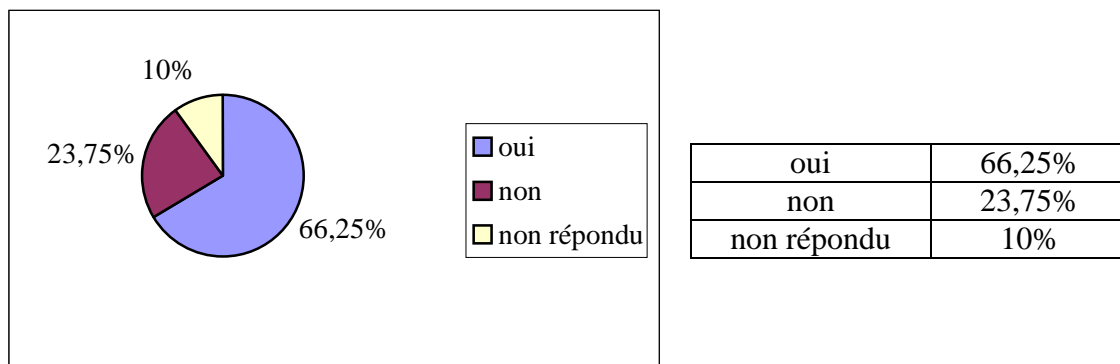 10%
23,75%
66,25%
oui
non
non répondu
oui 66,25%
non 23,75%
non répondu 10%